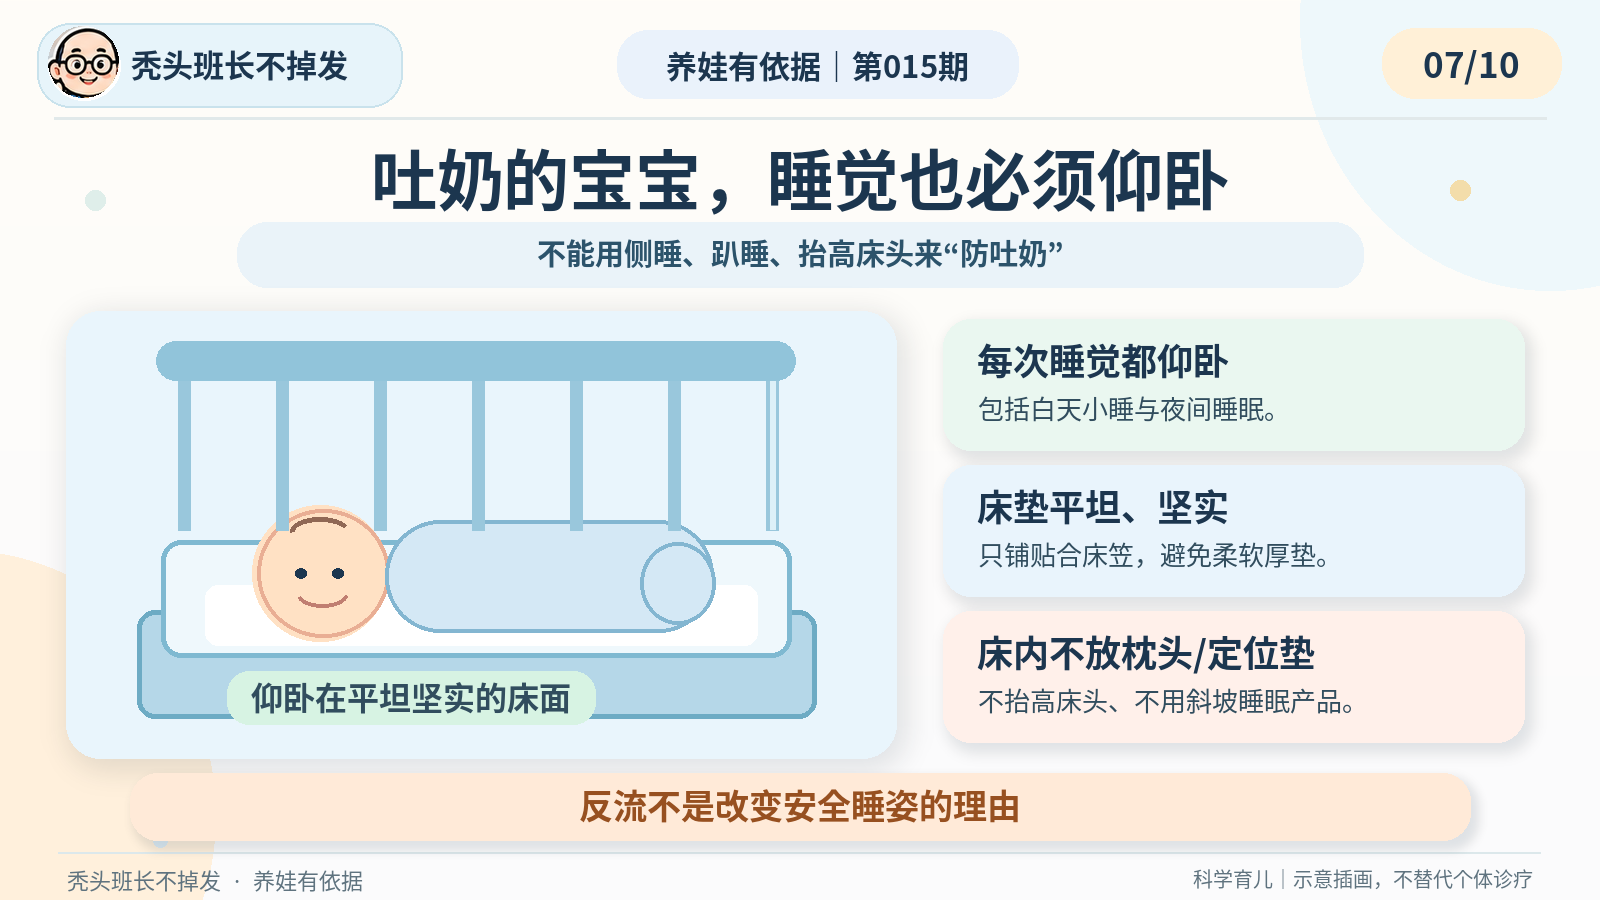 秃头班长不掉发
养娃有依据｜第015期
07/10
吐奶的宝宝，睡觉也必须仰卧
不能用侧睡、趴睡、抬高床头来“防吐奶”
每次睡觉都仰卧
包括白天小睡与夜间睡眠。
床垫平坦、坚实
只铺贴合床笠，避免柔软厚垫。
床内不放枕头/定位垫
不抬高床头、不用斜坡睡眠产品。
仰卧在平坦坚实的床面
反流不是改变安全睡姿的理由
秃头班长不掉发 · 养娃有依据
科学育儿｜示意插画，不替代个体诊疗